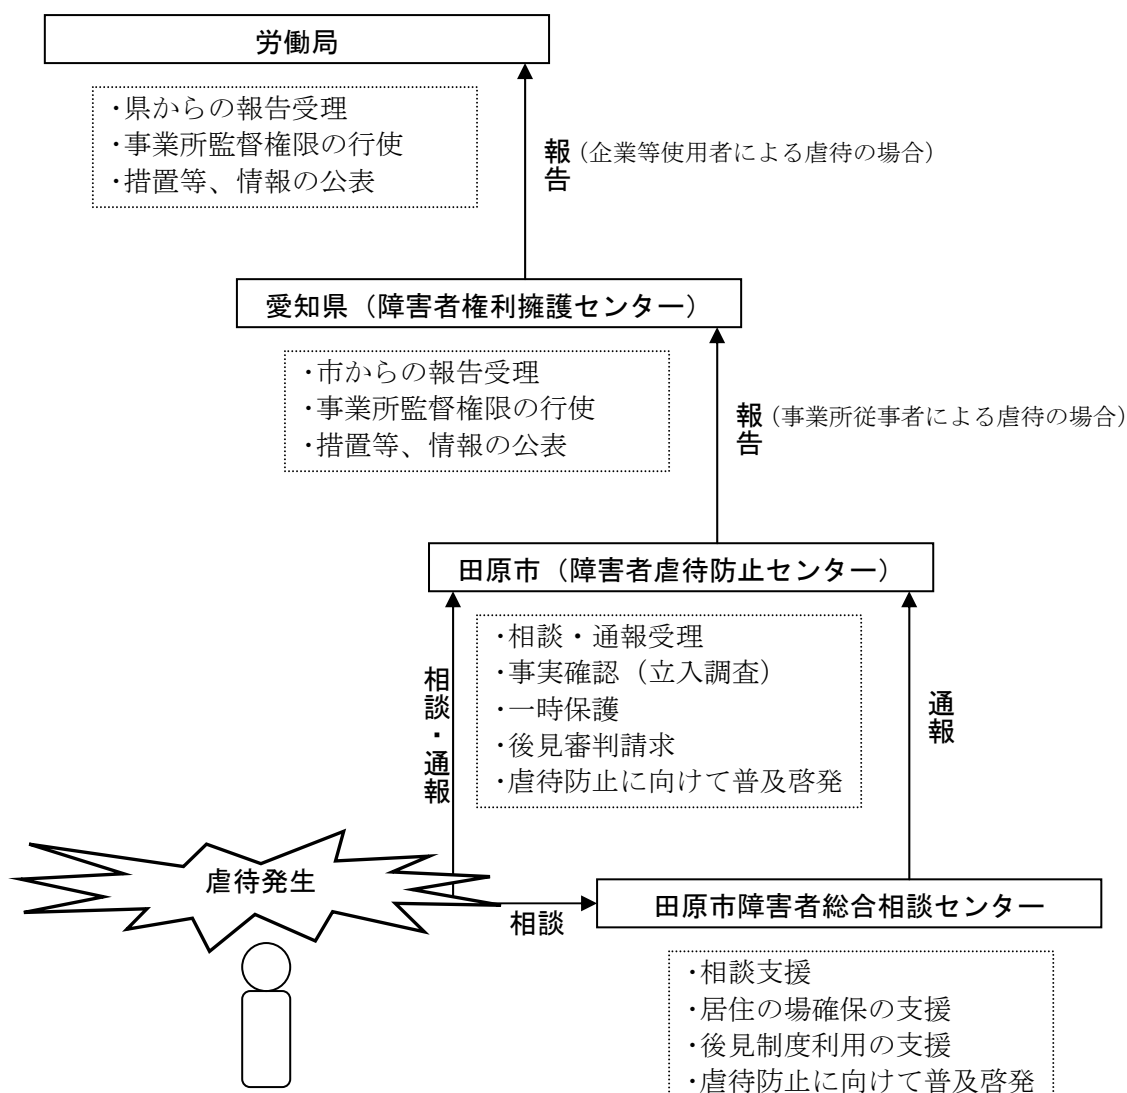 労働局
・県からの報告受理
・事業所監督権限の行使
・措置等、情報の公表
報告（企業等使用者による虐待の場合）
愛知県（障害者権利擁護センター）
・市からの報告受理
・事業所監督権限の行使
・措置等、情報の公表
報告（事業所従事者による虐待の場合）
田原市（障害者虐待防止センター）
・相談・通報受理
・事実確認（立入調査）
・一時保護
・後見審判請求
・虐待防止に向けて普及啓発
相談・通報
通報
虐待発生
相談
田原市障害者総合相談センター
・相談支援
・居住の場確保の支援
・後見制度利用の支援
・虐待防止に向けて普及啓発